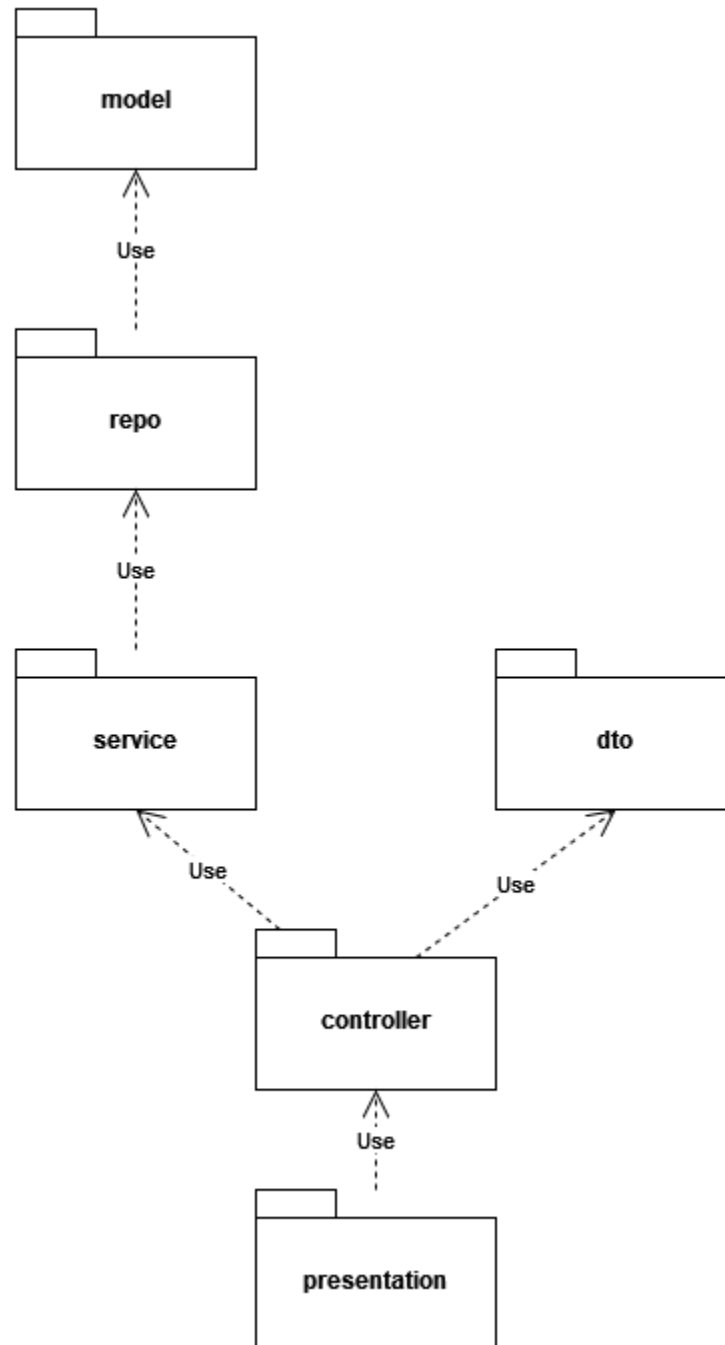 model
Use
repo
Use
service
dto
Use
Use
controller
Use
presentation